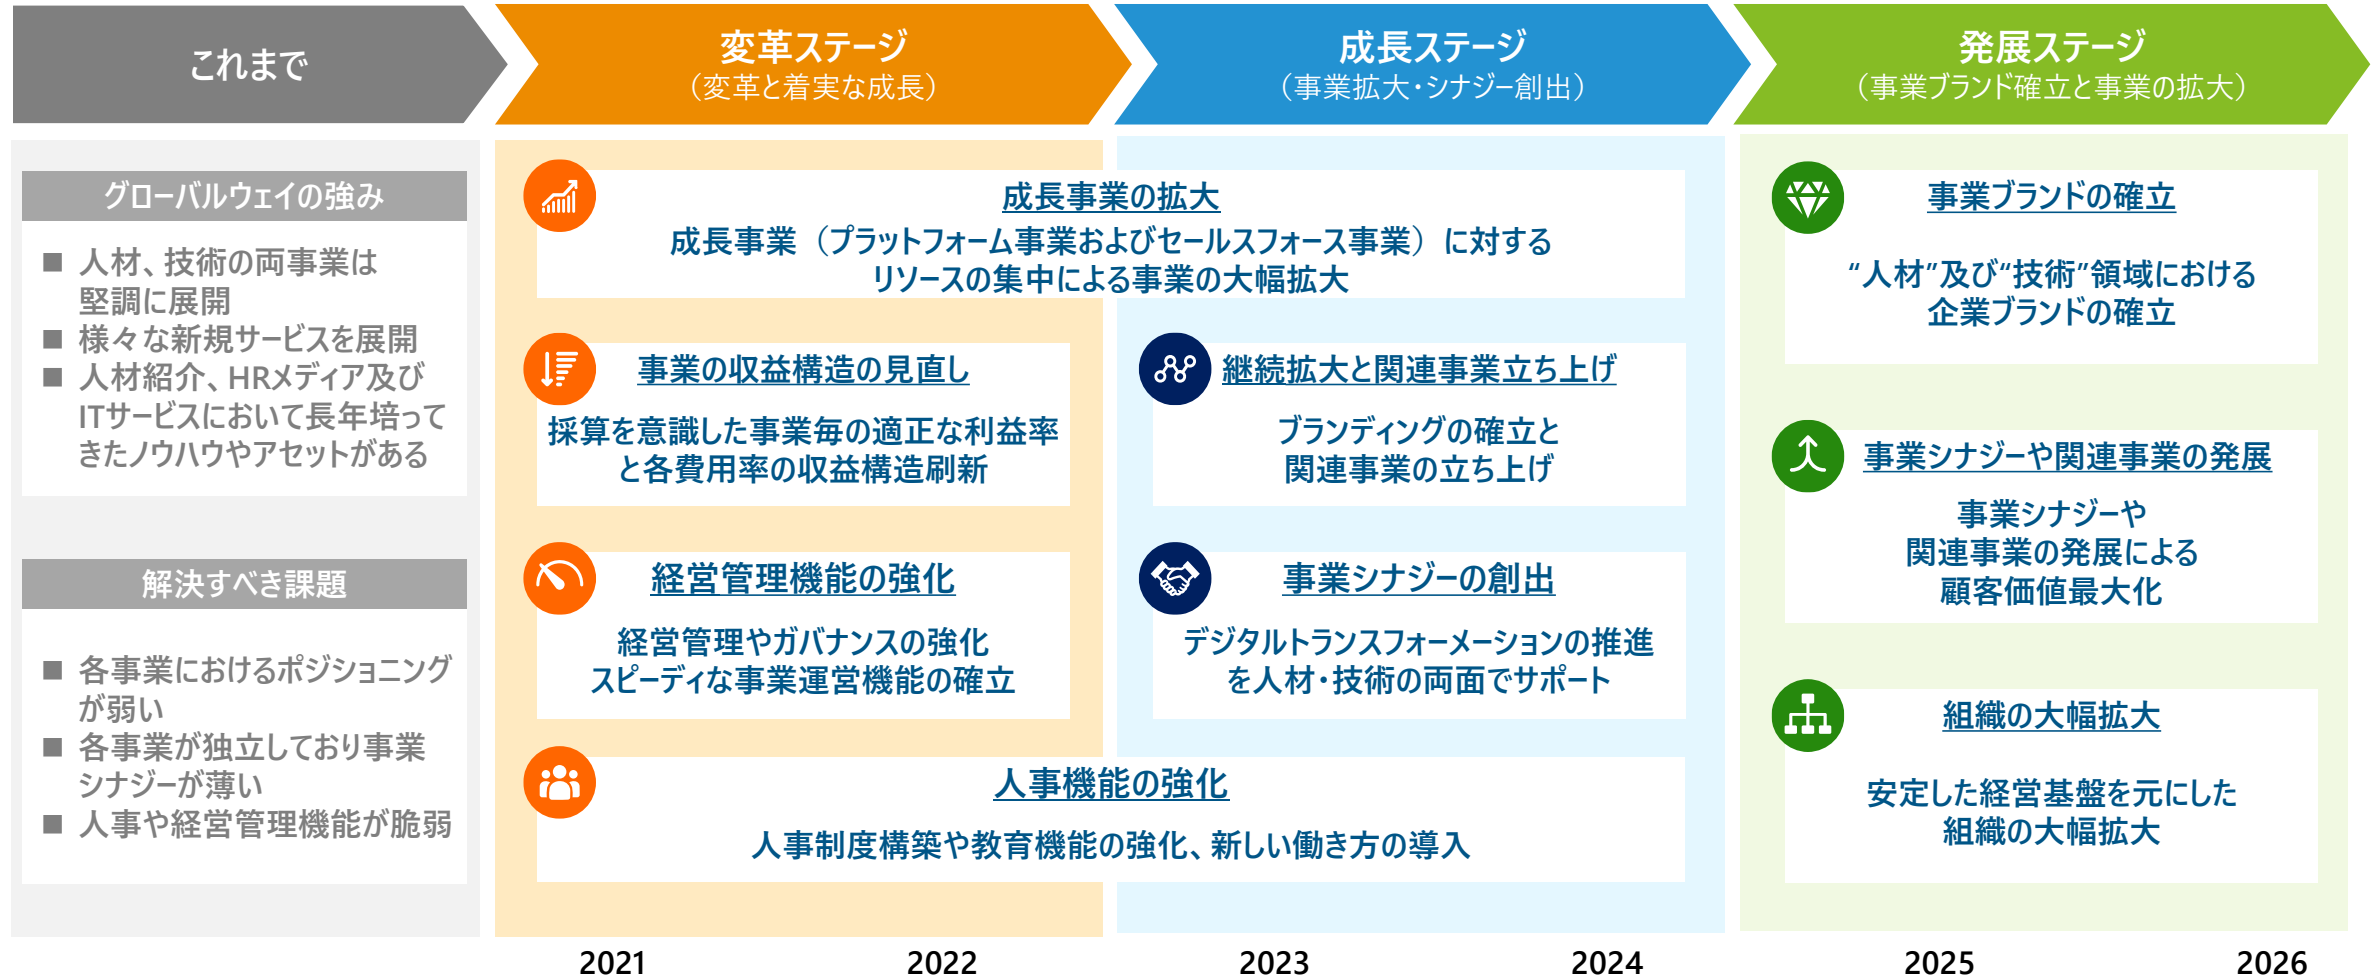 これまで
変革ステージ
（変革と着実な成長）
成長ステージ
（事業拡大・シナジー創出）
発展ステージ
（事業ブランド確立と事業の拡大）
グローバルウェイの強み
■ 人材、技術の両事業は
堅調に展開
■ 様々な新規サービスを展開
■ 人材紹介、HRメディア及び
ITサービスにおいて長年培って
きたノウハウやアセットがある
解決すべき課題
■ 各事業におけるポジショニング
が弱い
■ 各事業が独立しており事業
シナジーが薄い
■ 人事や経営管理機能が脆弱
成長事業の拡大
成長事業（プラットフォーム事業およびセールスフォース事業）に対する
リソースの集中による事業の大幅拡大
事業の収益構造の見直し
採算を意識した事業毎の適正な利益率
と各費用率の収益構造刷新
継続拡大と関連事業立ち上げ
ブランディングの確立と
関連事業の立ち上げ
経営管理機能の強化
経営管理やガバナンスの強化
スピーディな事業運営機能の確立
事業シナジーの創出
デジタルトランスフォーメーションの推進
を人材・技術の両面でサポート
人事機能の強化
人事制度構築や教育機能の強化、新しい働き方の導入
事業ブランドの確立
“人材”及び“技術”領域における
企業ブランドの確立
事業シナジーや関連事業の発展
事業シナジーや
関連事業の発展による
顧客価値最大化
組織の大幅拡大
安定した経営基盤を元にした
組織の大幅拡大
2021 2022 2023 2024 2025 2026